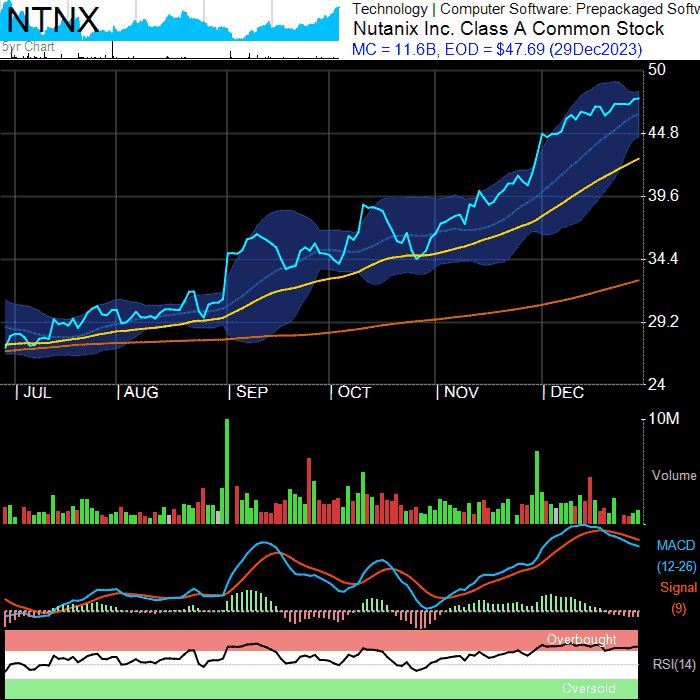 NTNX
5yr Chart
Technology | Computer Software: Prepackaged Softw
Nutanix Inc. Class A Common Stock
MC = 11.6B, EOD = $47.69 (29Dec2023)
50
44.8
39.6
34.4
29.2
24
JUL AUG SEP OCT NOV DEC
10M
Volume
MACD
(12-26)
Signal
(9)
Overbought
RSI(14)
Oversold